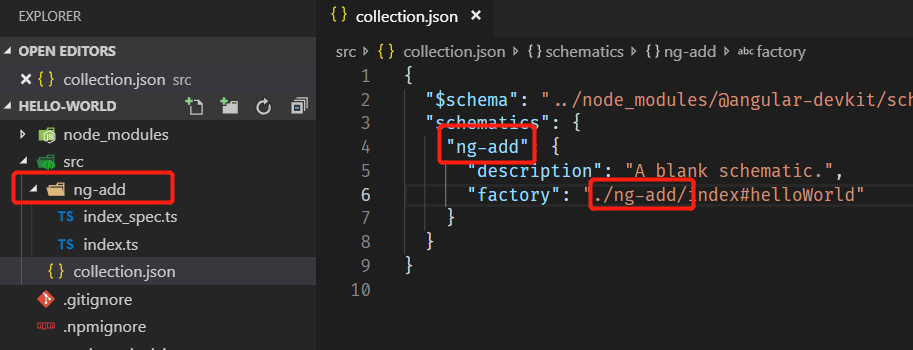 EXPLORER
OPEN EDITORS
collection.json src
HELLO-WORLD
node_modules
src
ng-add
TS index_spec.ts
TS index.ts
{ } collection.json
.gitignore
.npmignore
{ } collection.json ×
src > { } collection.json > { } schematics > { } ng-add > abc factory
1 {
2 "$schema": "../node_modules/@angular-devkit/sch
3 "schematics": {
4 "ng-add": {
5 "description": "A blank schematic.",
6 "factory": "./ng-add/index#helloWorld"
7 }
8 }
9 }
10